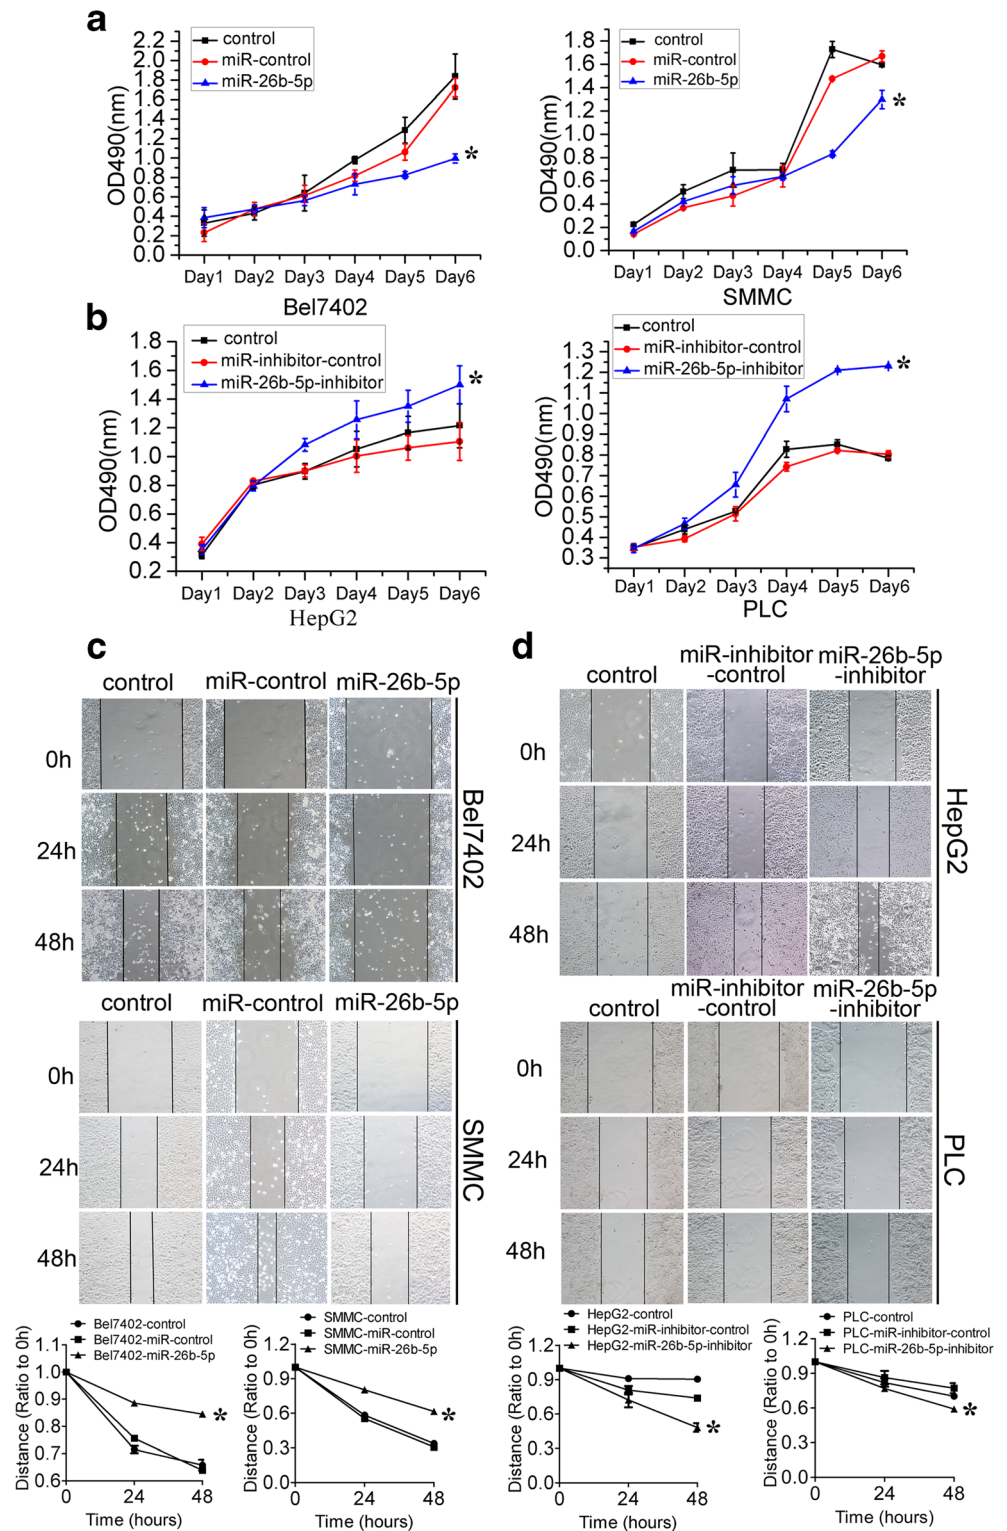 a
control
miR-control
miR-26b-5p
2.2
2.0
1.8
1.6
1.4
1.2
1.0
0.8
0.6
0.4
0.2
0.0
OD490(nm)
*
Day1 Day2 Day3 Day4 Day5 Day6
Bel7402
control
miR-control
miR-26b-5p
1.8
1.6
1.4
1.2
1.0
0.8
0.6
0.4
0.2
0.0
OD490(nm)
*
Day1 Day2 Day3 Day4 Day5 Day6
SMMC
b
control
miR-inhibitor-control
miR-26b-5p-inhibitor
1.8
1.6
1.4
1.2
1.0
0.8
0.6
0.4
0.2
OD490(nm)
*
Day1 Day2 Day3 Day4 Day5 Day6
HepG2
control
miR-inhibitor-control
miR-26b-5p-inhibitor
1.3
1.2
1.1
1.0
0.9
0.8
0.7
0.6
0.5
0.4
0.3
OD490(nm)
*
Day1 Day2 Day3 Day4 Day5 Day6
PLC
c
control miR-control miR-26b-5p
0h
24h
48h
Bel7402
control miR-control miR-26b-5p
0h
24h
48h
SMMC
Bel7402-control
Bel7402-miR-control
Bel7402-miR-26b-5p
1.1
1.0
0.9
0.8
0.7
0.6
Distance (Ratio to 0h)
*
0 24 48
Time (hours)
SMMC-control
SMMC-miR-control
SMMC-miR-26b-5p
1.2
0.9
0.6
0.3
0.0
Distance (Ratio to 0h)
*
0 24 48
Time (hours)
d
control
miR-inhibitor
-control
miR-26b-5p
-inhibitor
0h
24h
48h
HepG2
control
miR-inhibitor
-control
miR-26b-5p
-inhibitor
0h
24h
48h
PLC
HepG2-control
HepG2-miR-inhibitor-control
HepG2-miR-26b-5p-inhibitor
1.2
0.9
0.6
0.3
0.0
Distance (Ratio to 0h)
*
0 24 48
Time (hours)
PLC-control
PLC-miR-inhibitor-control
PLC-miR-26b-5p-inhibitor
1.2
0.9
0.6
0.3
0.0
Distance (Ratio to 0h)
*
0 24 48
Time (hours)